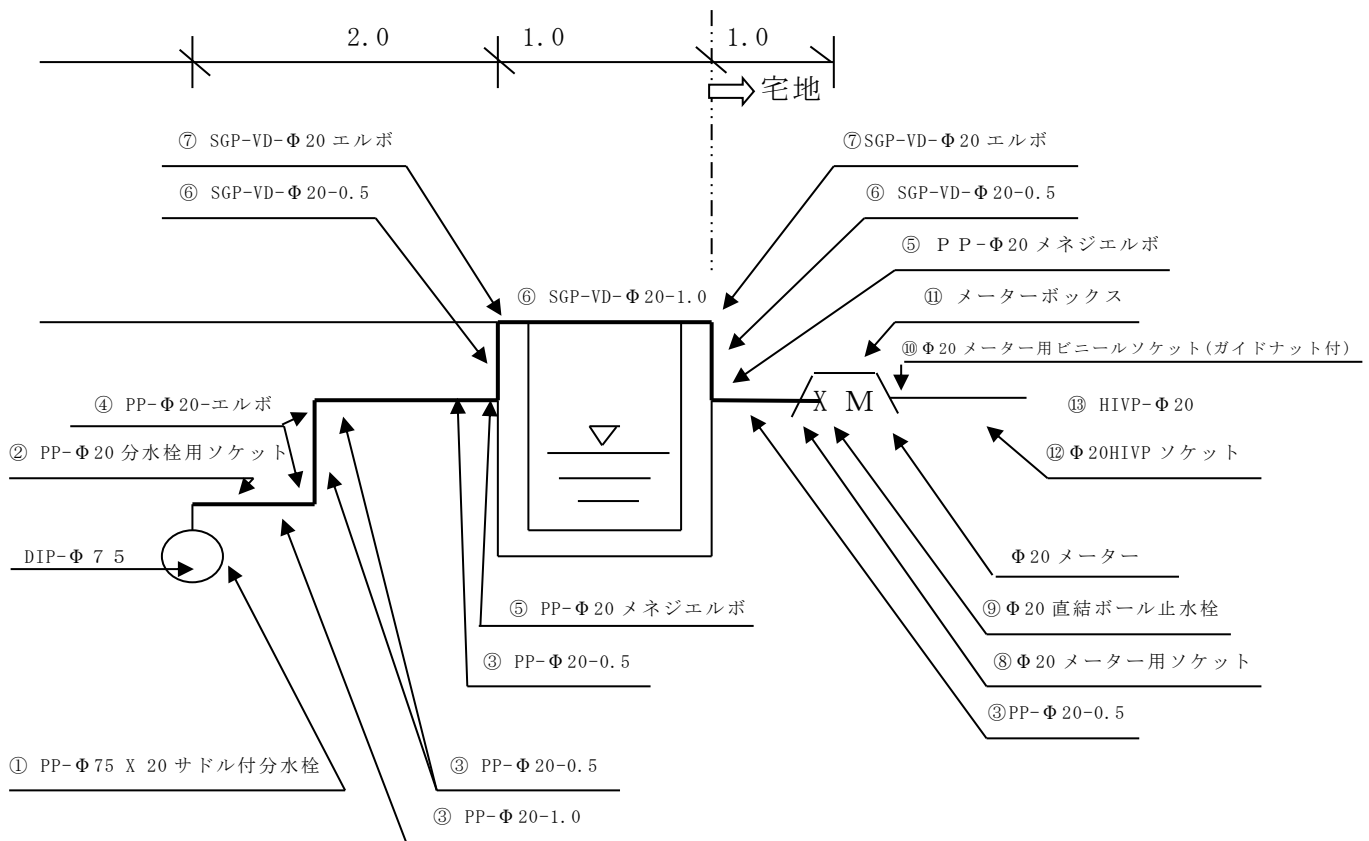 2.0 1.0 1.0
宅地
⑦ SGP-VD-Φ20 エルボ
⑦SGP-VD-Φ20 エルボ
⑥ SGP-VD-Φ20-0.5
⑥ SGP-VD-Φ20-0.5
⑤ PP-Φ20 メネジエルボ
⑥ SGP-VD-Φ20-1.0
⑪ メーターボックス
⑩Φ20 メーター用ビニールソケット(ガイドナット付)
④ PP-Φ20-エルボ
X M
⑬ HIVP-Φ20
② PP-Φ20 分水栓用ソケット
⑫Φ20HIVP ソケット
DIP-Φ75
Φ20 メーター
⑤ PP-Φ20 メネジエルボ
⑨Φ20 直結ボール止水栓
③ PP-Φ20-0.5
⑧Φ20 メーター用ソケット
③PP-Φ20-0.5
① PP-Φ75 X 20 サドル付分水栓
③ PP-Φ20-0.5
③ PP-Φ20-1.0